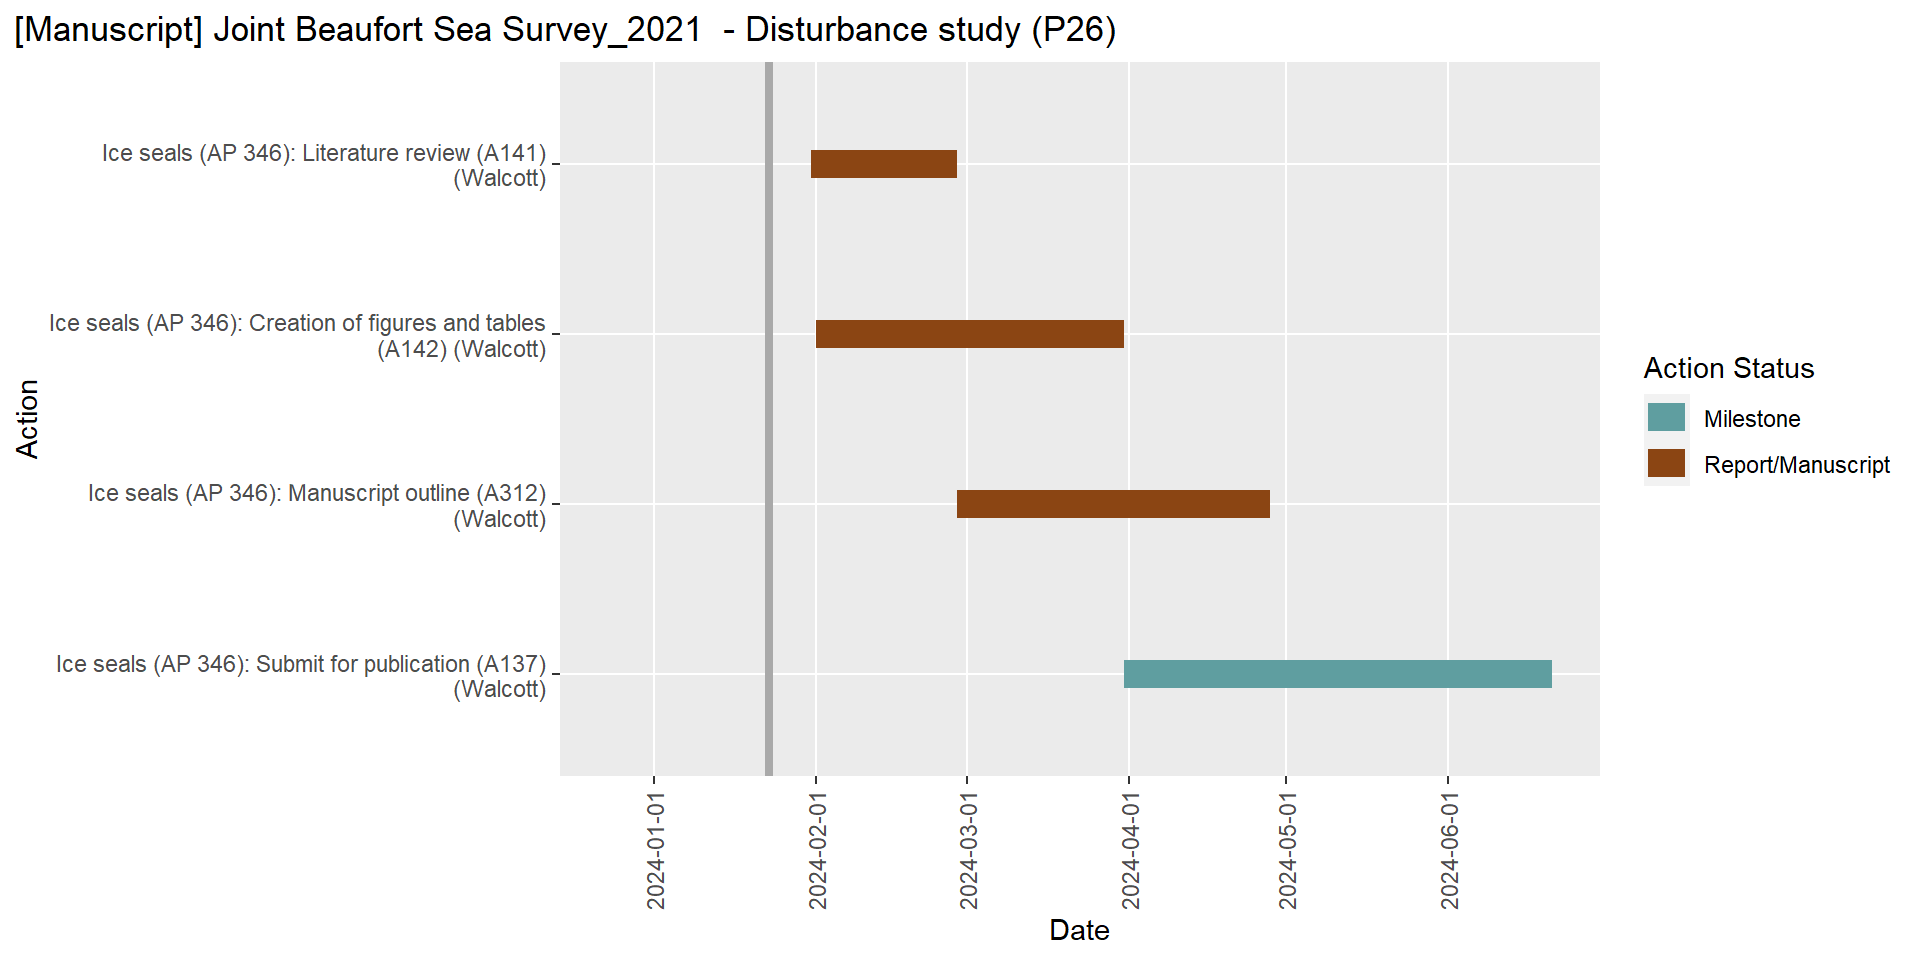 [Manuscript] Joint Beaufort Sea Survey_2021  - Disturbance study (P26)
Ice seals (AP 346): Literature review (A141)
(Walcott)
Ice seals (AP 346): Creation of figures and tables
(A142) (Walcott)
Ice seals (AP 346): Manuscript outline (A312)
(Walcott)
Ice seals (AP 346): Submit for publication (A137)
(Walcott)
Action
2024-01-01
2024-02-01
2024-03-01
2024-04-01
2024-05-01
2024-06-01
Date
Action Status
Milestone
Report/Manuscript